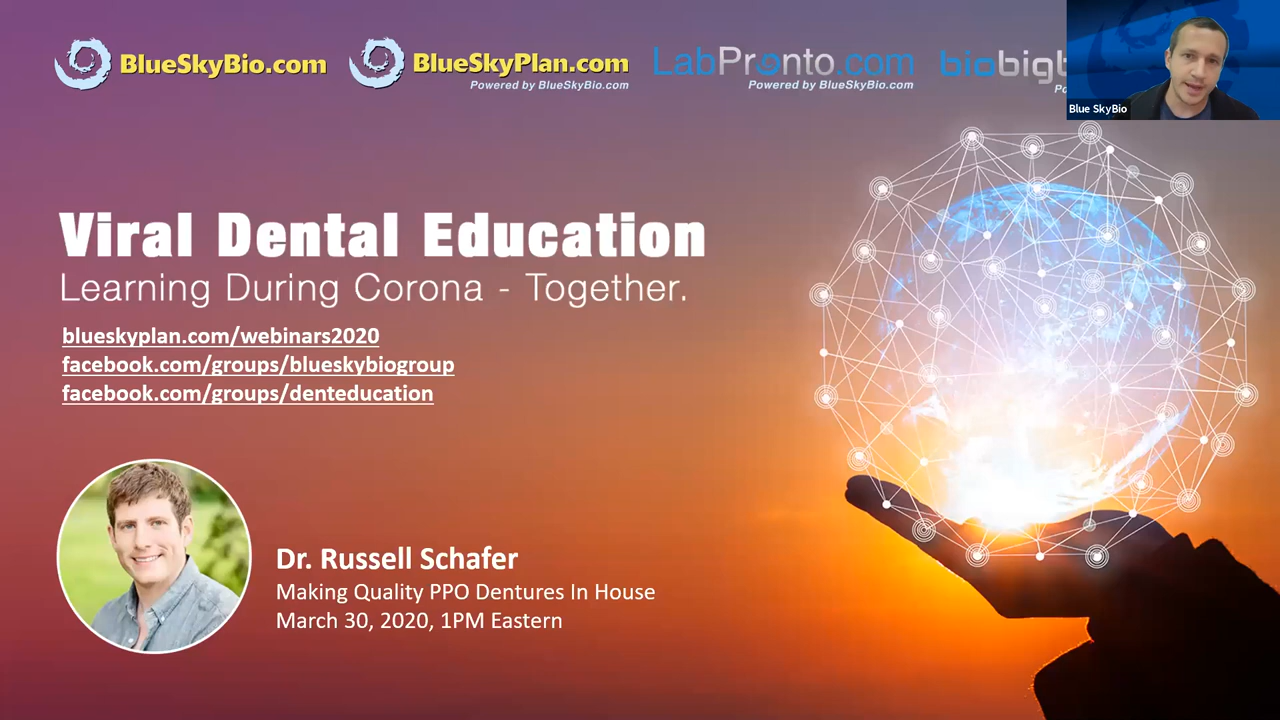 BlueSkyBio.com
BlueSkyPlan.com
Powered by BlueSkyBio.com
LabPronto.com
Powered by BlueSkyBio.com
Blue SkyBio
Viral Dental Education
Learning During Corona - Together.
blueskyplan.com/webinars2020
facebook.com/groups/blueskybiogroup
facebook.com/groups/denteducation
Dr. Russell Schafer
Making Quality PPO Dentures In House
March 30, 2020, 1PM Eastern